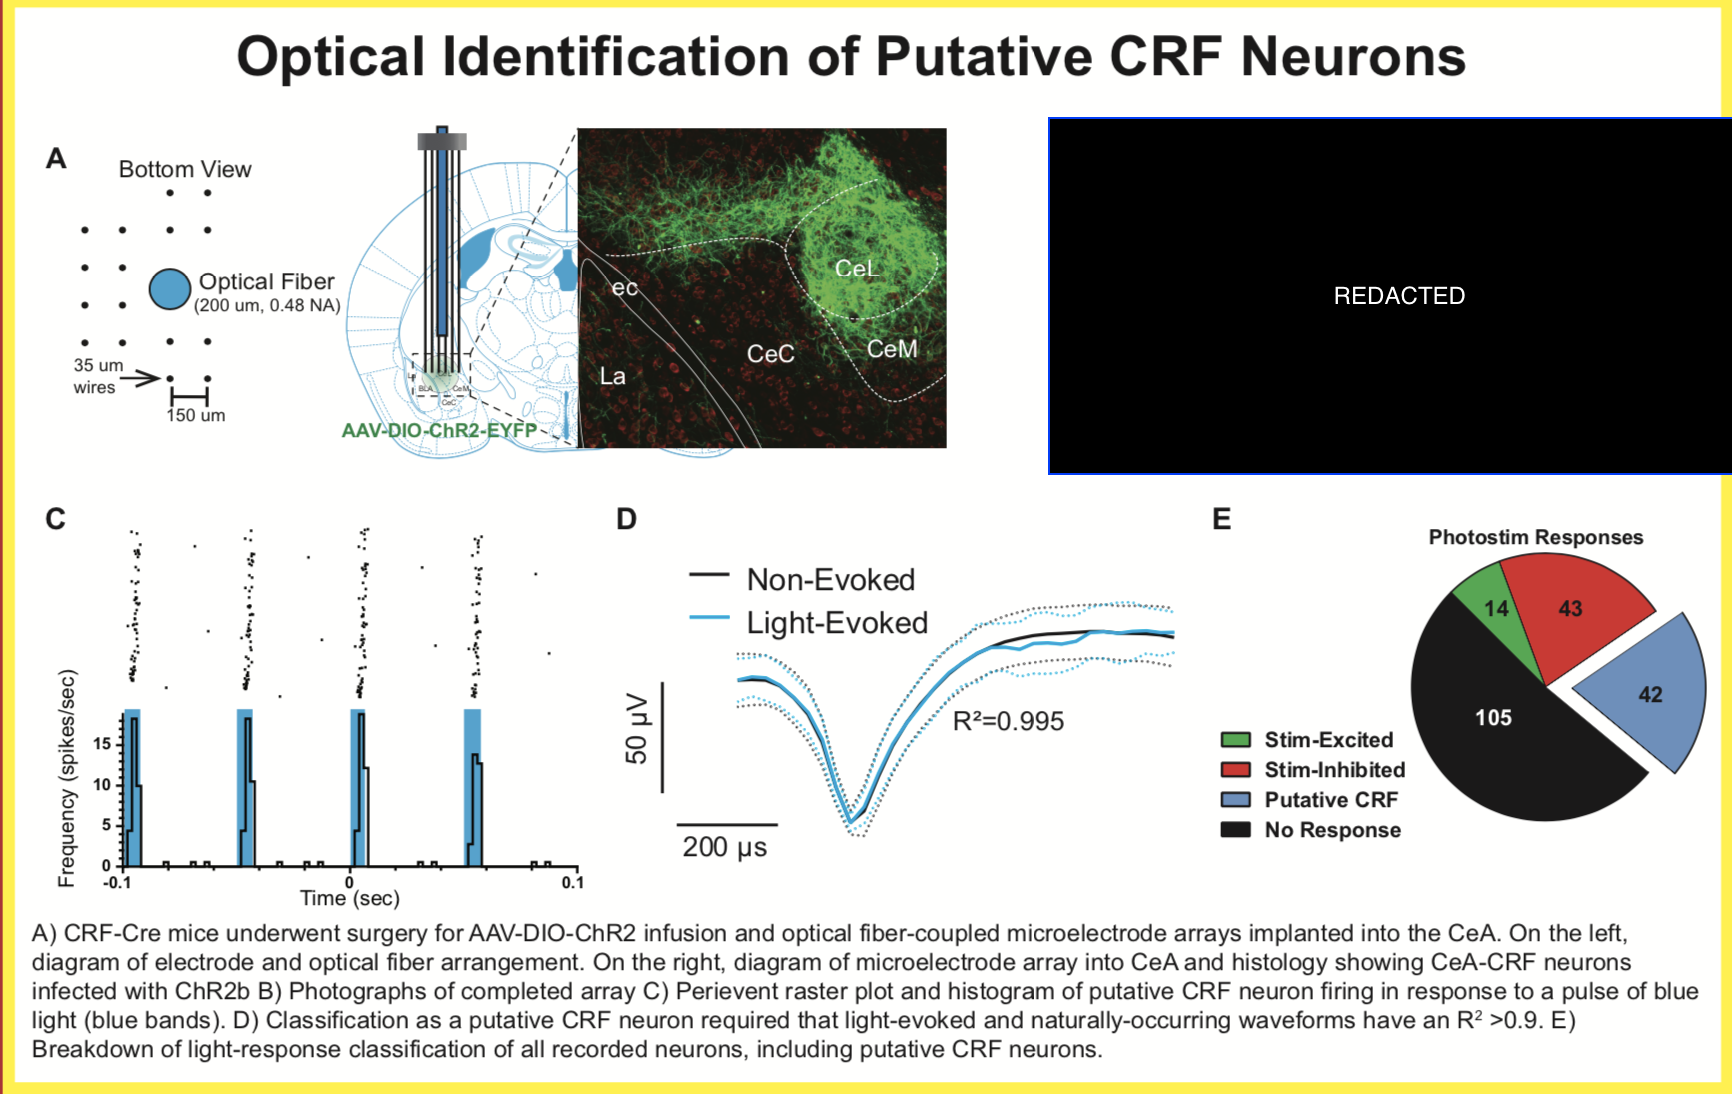 Optical Identification of Putative CRF Neurons
A
Bottom View
Optical Fiber
(200 um, 0.48 NA)
35 um
wires
150 um
La
BLA
CeM
CeC
AAV-DIO-ChR2-EYFP
CeL
ec
CeC
CeM
La
REDACTED
C
Frequency (spikes/sec)
15
10
5
0
-0.1
0
0.1
Time (sec)
D
Non-Evoked
Light-Evoked
R²=0.995
50 µV
200 µs
E
Photostim Responses
14
43
42
105
Stim-Excited
Stim-Inhibited
Putative CRF
No Response
A) CRF-Cre mice underwent surgery for AAV-DIO-ChR2 infusion and optical fiber-coupled microelectrode arrays implanted into the CeA. On the left,
diagram of electrode and optical fiber arrangement. On the right, diagram of microelectrode array into CeA and histology showing CeA-CRF neurons
infected with ChR2b B) Photographs of completed array C) Perievent raster plot and histogram of putative CRF neuron firing in response to a pulse of blue
light (blue bands). D) Classification as a putative CRF neuron required that light-evoked and naturally-occurring waveforms have an R² >0.9. E)
Breakdown of light-response classification of all recorded neurons, including putative CRF neurons.